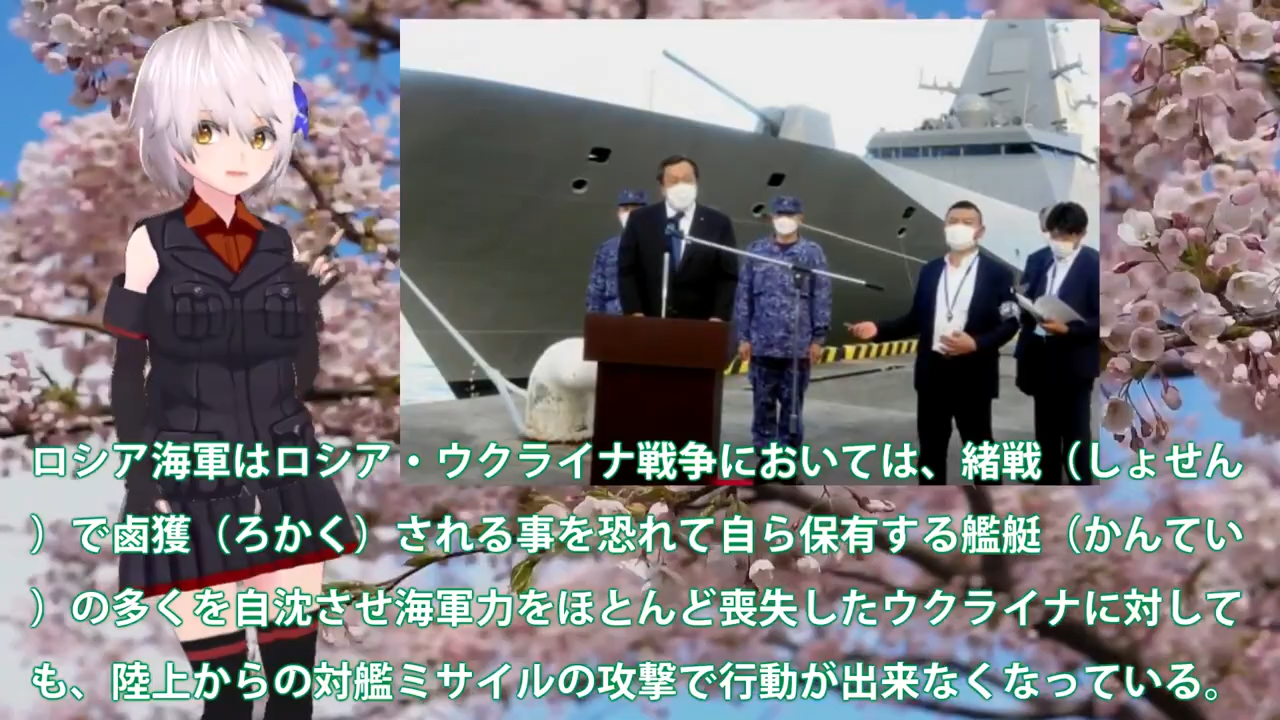 ロシア海軍はロシア・ウクライナ戦争においては、緒戦（しょせん
）で鹵獲（ろかく）される事を恐れて自ら保有する艦艇（かんてい
）の多くを自沈させ海軍力をほとんど喪失したウクライナに対して
も、陸上からの対艦ミサイルの攻撃で行動が出来なくなっている。